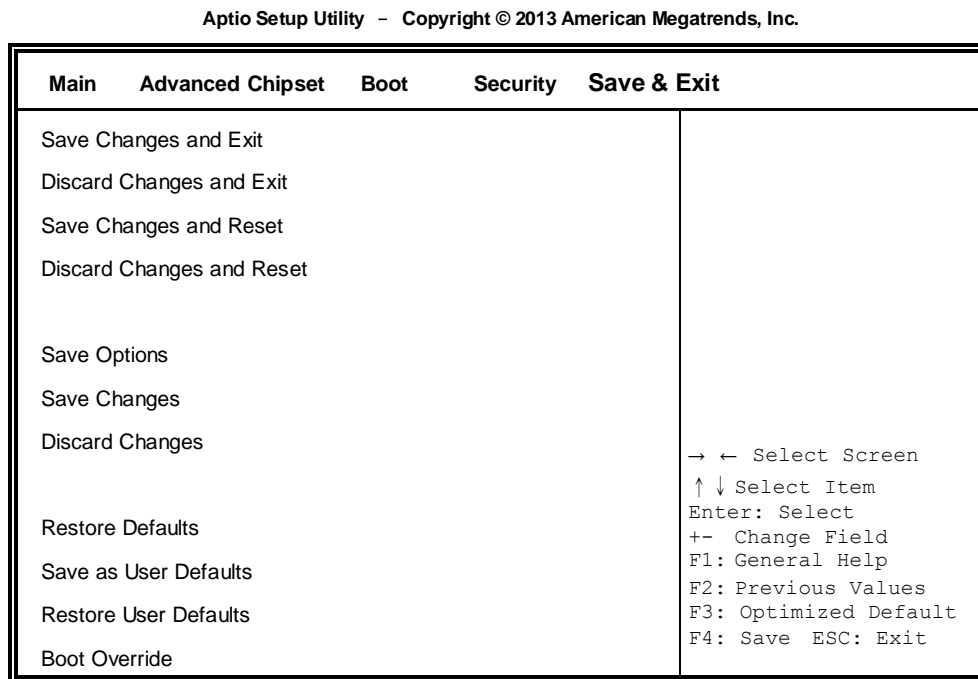 Aptio Setup Utility – Copyright © 2013 American Megatrends, Inc.
Main Advanced Chipset Boot Security Save & Exit
Save Changes and Exit
Discard Changes and Exit
Save Changes and Reset
Discard Changes and Reset
Save Options
Save Changes
Discard Changes
Restore Defaults
Save as User Defaults
Restore User Defaults
Boot Override
→ ← Select Screen
↑↓ Select Item
Enter: Select
+- Change Field
F1: General Help
F2: Previous Values
F3: Optimized Default
F4: Save ESC: Exit